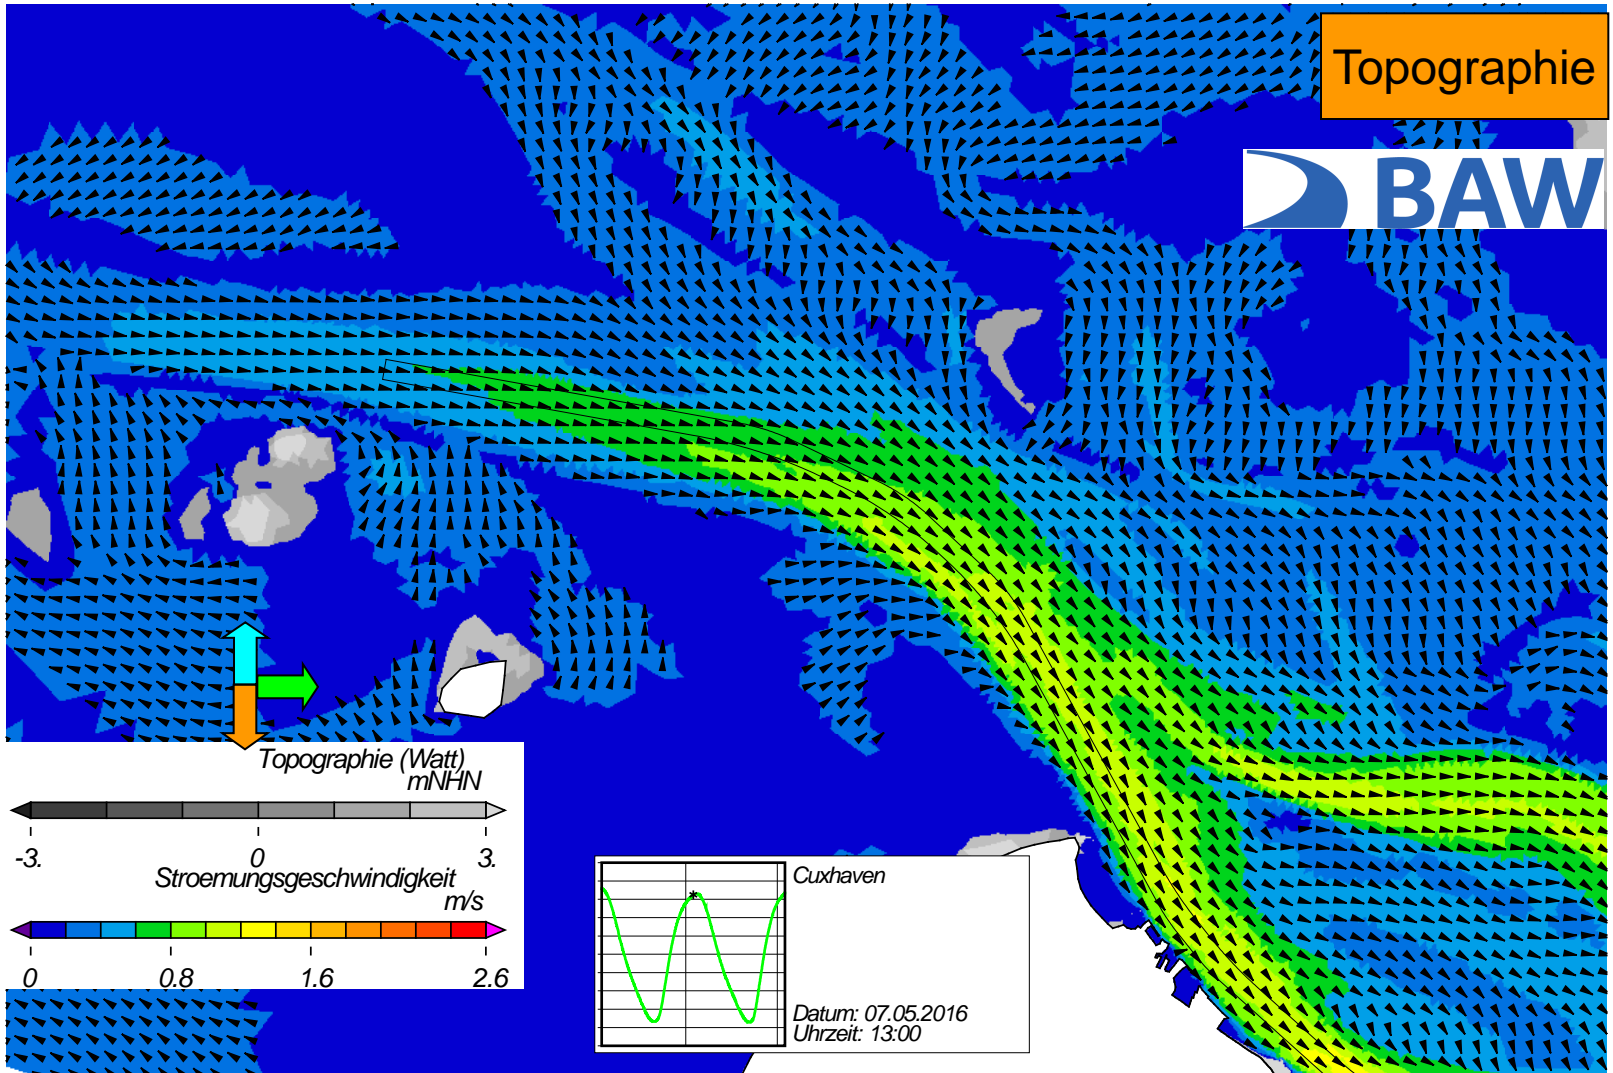 Topographie
BAW
Topographie (Watt)
mNHN
-3. 0 3.
Stroemungsgeschwindigkeit
m/s
0 0.8 1.6 2.6
Cuxhaven
Datum: 07.05.2016
Uhrzeit: 13:00